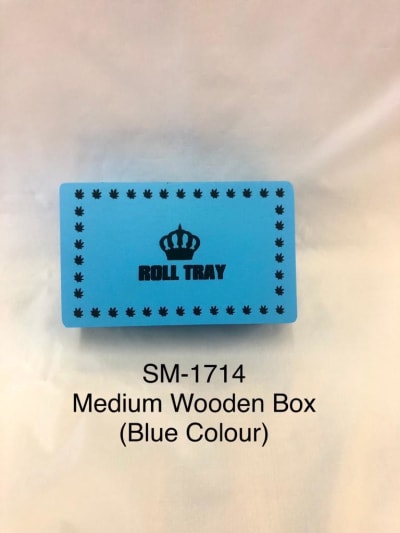 ROLL TRAY
SM-1714
Medium Wooden Box
(Blue Colour)